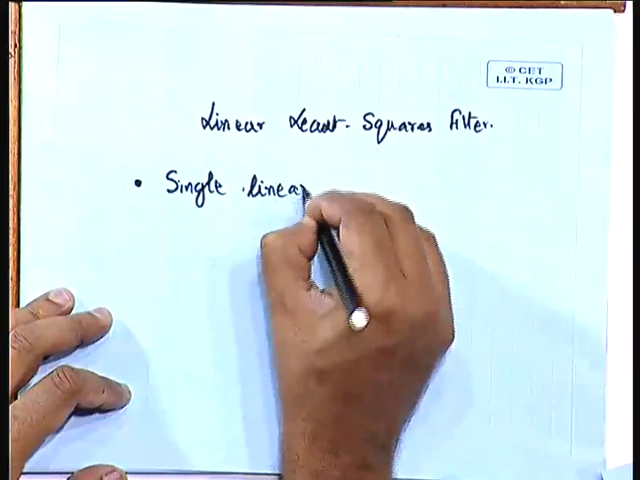 © CET
I.I.T. KGP
Linear Least-Squares Filter.
• Single linear